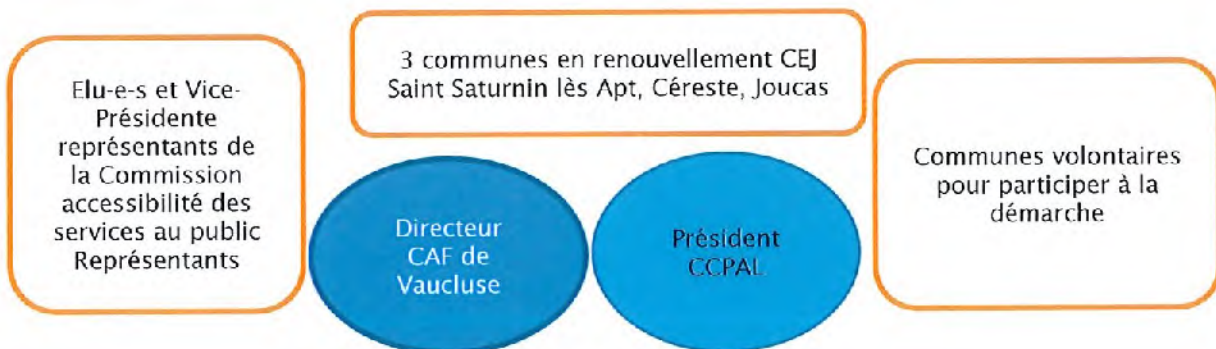 Elu-e-s et Vice-
Présidente
représentants de
la Commission
accessibilité des
services au public
Représentants
3 communes en renouvellement CEJ
Saint Saturnin lès Apt, Céreste, Joucas
Directeur
CAF de
Vaucluse
Président
CCPAL
Communes volontaires
pour participer à la
démarche